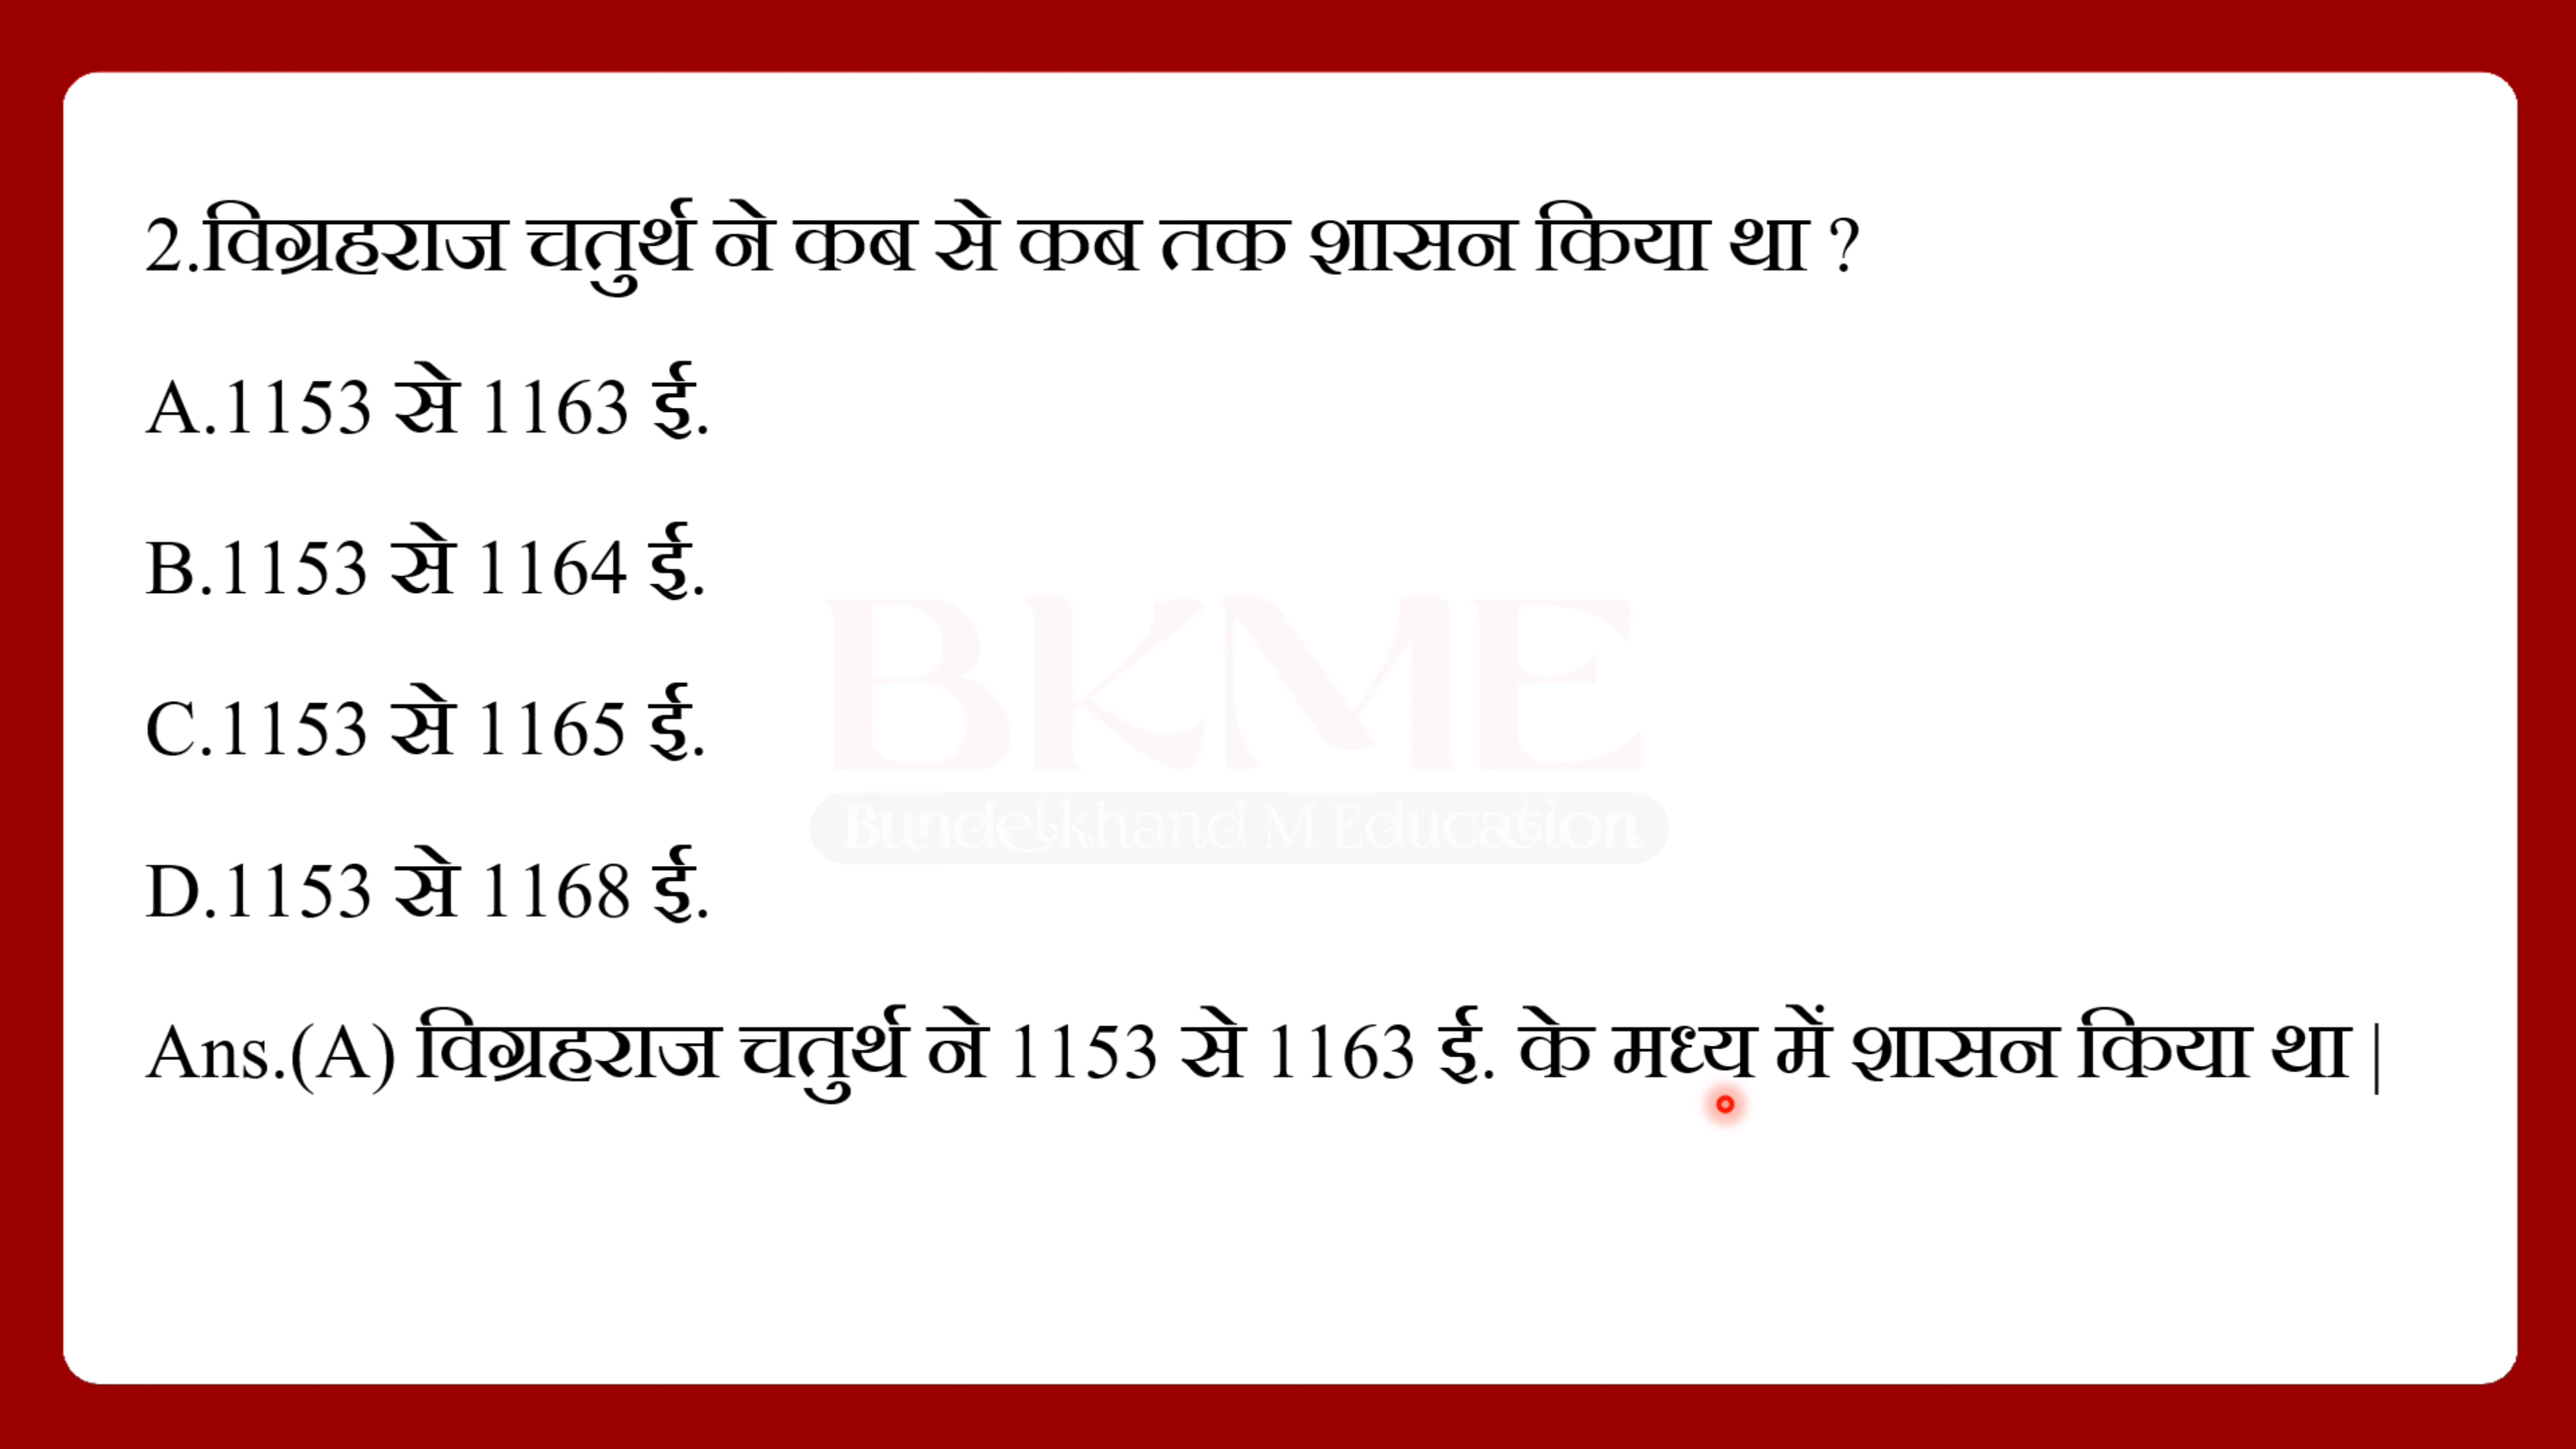 2.विग्रहराज चतुर्थ ने कब से कब तक शासन किया था ?
A.1153 से 1163 ई.
B.1153 से 1164 ई.
C.1153 से 1165 ई.
D.1153 से 1168 ई.
BKME
Bundelkhand M Education
Ans.(A) विग्रहराज चतुर्थ ने 1153 से 1163 ई. के मध्य में शासन किया था |